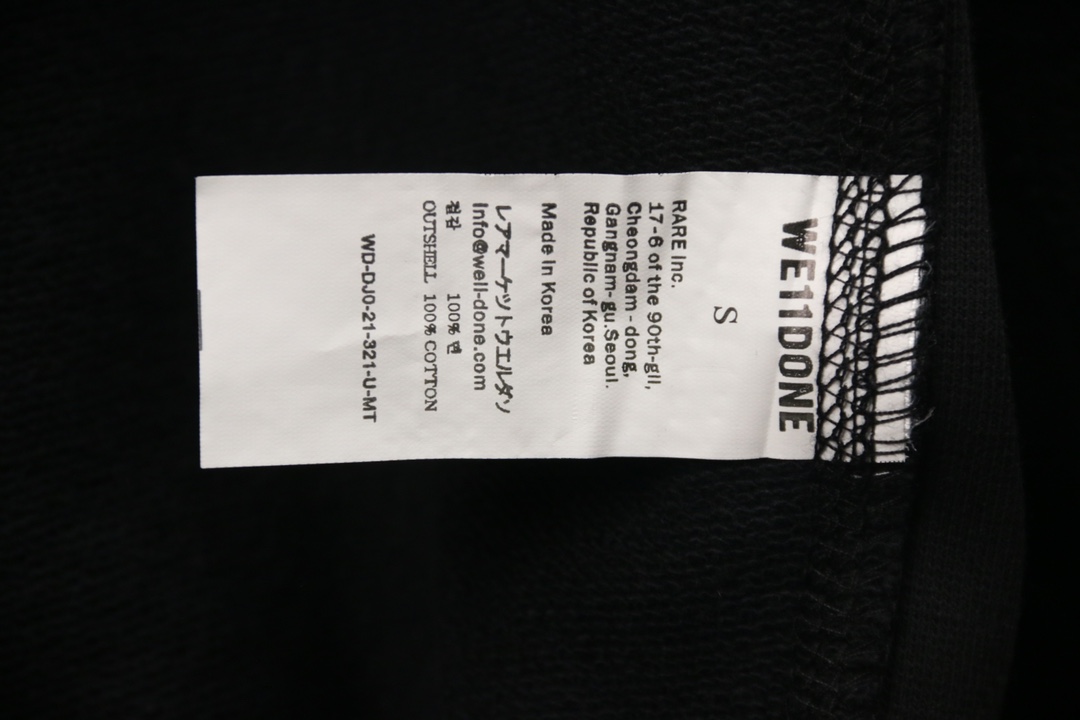 WE11DONE
S
RARE Inc.
17-6 of the 90th-gil,
Cheongdam-dong,
Gangnam-gu.Seoul.
Republic of Korea
Made in Korea
レアマーケットウエルダン
Info@well-done.com
겉감 100% 면
OUTSHELL 100% COTTON
WD-DJ0-21-321-U-MT